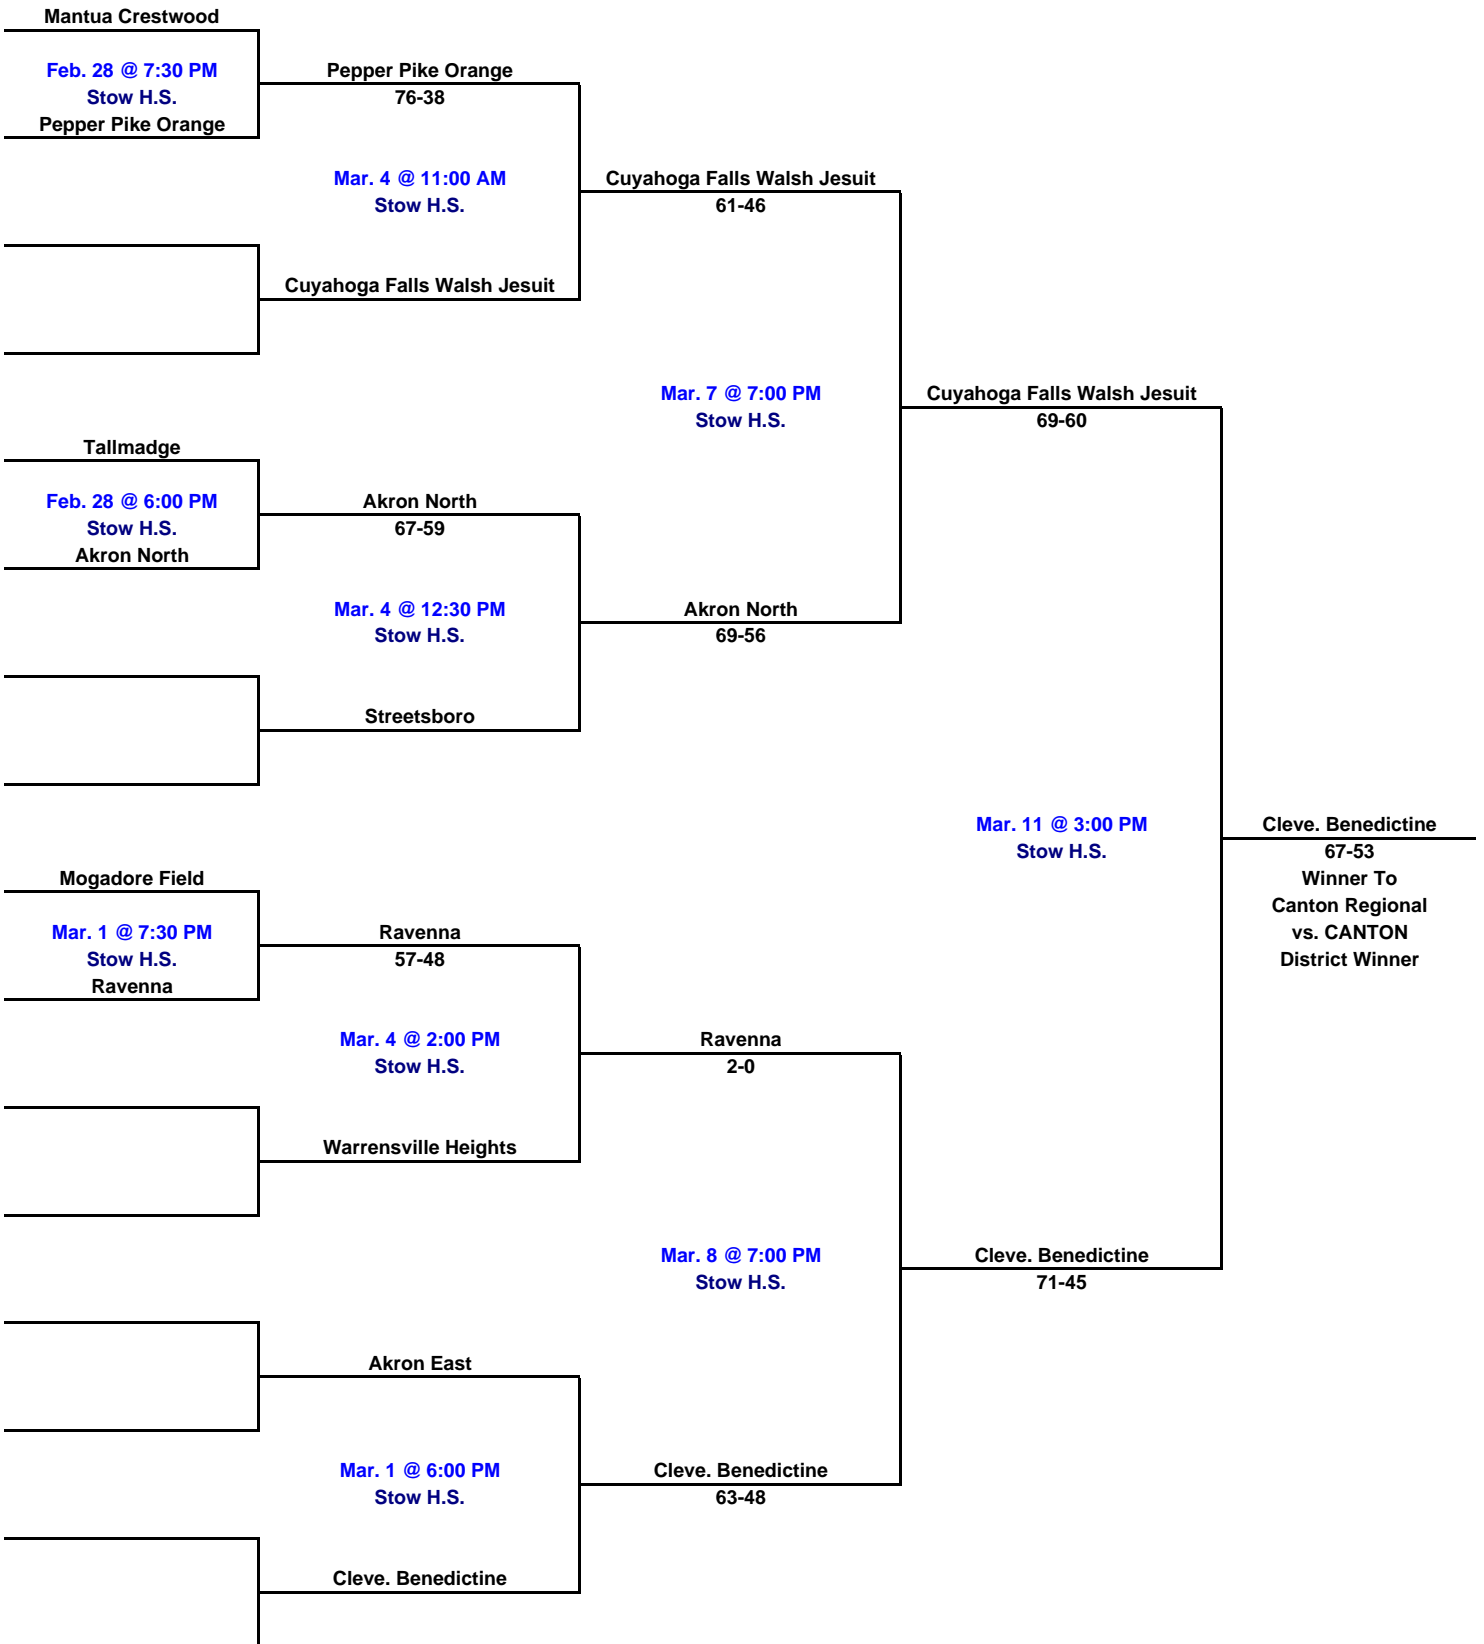 Mantua Crestwood
Feb. 28 @ 7:30 PM
Stow H.S.
Pepper Pike Orange
Pepper Pike Orange
76-38
Mar. 4 @ 11:00 AM
Stow H.S.
Cuyahoga Falls Walsh Jesuit
61-46
Cuyahoga Falls Walsh Jesuit
Mar. 7 @ 7:00 PM
Stow H.S.
Cuyahoga Falls Walsh Jesuit
69-60
Tallmadge
Feb. 28 @ 6:00 PM
Stow H.S.
Akron North
Akron North
67-59
Mar. 4 @ 12:30 PM
Stow H.S.
Akron North
69-56
Streetsboro
Mar. 11 @ 3:00 PM
Stow H.S.
Cleve. Benedictine
67-53
Winner To
Canton Regional
vs. CANTON
District Winner
Mogadore Field
Mar. 1 @ 7:30 PM
Stow H.S.
Ravenna
Ravenna
57-48
Mar. 4 @ 2:00 PM
Stow H.S.
Ravenna
2-0
Warrensville Heights
Mar. 8 @ 7:00 PM
Stow H.S.
Cleve. Benedictine
71-45
Akron East
Mar. 1 @ 6:00 PM
Stow H.S.
Cleve. Benedictine
63-48
Cleve. Benedictine